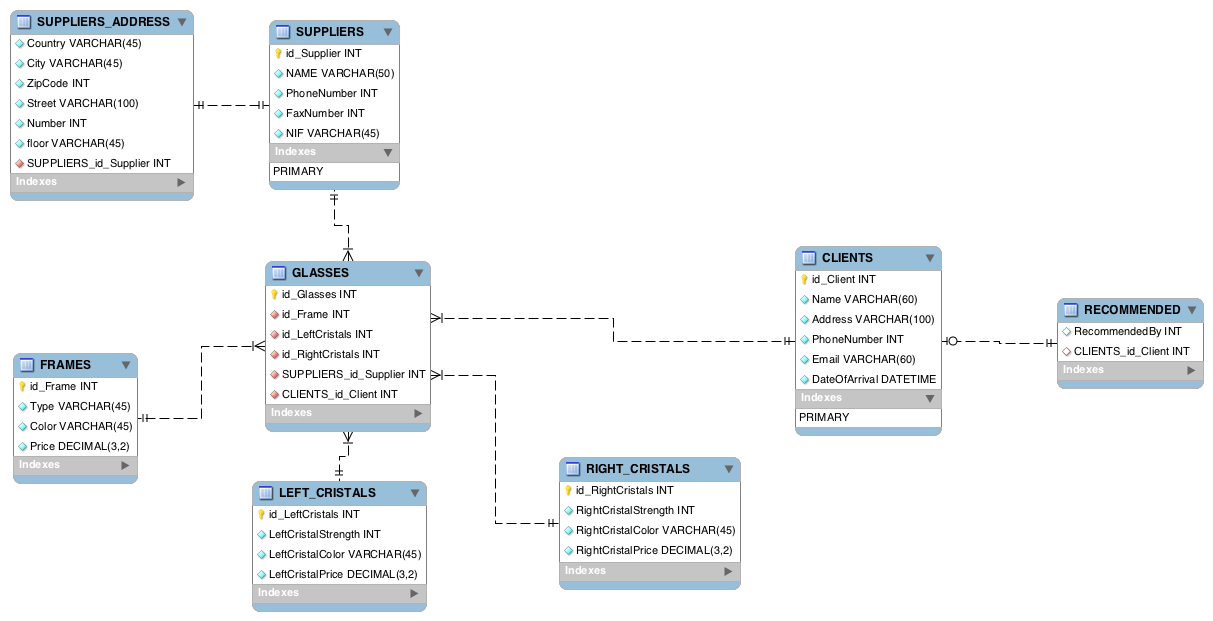 SUPPLIERS_ADDRESS
Country VARCHAR(45)
City VARCHAR(45)
ZipCode INT
Street VARCHAR(100)
Number INT
floor VARCHAR(45)
SUPPLIERS_id_Supplier INT
Indexes
SUPPLIERS
id_Supplier INT
NAME VARCHAR(50)
PhoneNumber INT
FaxNumber INT
NIF VARCHAR(45)
Indexes
PRIMARY
GLASSES
id_Glasses INT
id_Frame INT
id_LeftCristals INT
id_RightCristals INT
SUPPLIERS_id_Supplier INT
CLIENTS_id_Client INT
Indexes
CLIENTS
id_Client INT
Name VARCHAR(60)
Address VARCHAR(100)
PhoneNumber INT
Email VARCHAR(60)
DateOfArrival DATETIME
Indexes
PRIMARY
RECOMMENDED
RecommendedBy INT
CLIENTS_id_Client INT
Indexes
FRAMES
id_Frame INT
Type VARCHAR(45)
Color VARCHAR(45)
Price DECIMAL(3,2)
Indexes
LEFT_CRISTALS
id_LeftCristals INT
LeftCristalStrength INT
LeftCristalColor VARCHAR(45)
LeftCristalPrice DECIMAL(3,2)
Indexes
RIGHT_CRISTALS
id_RightCristals INT
RightCristalStrength INT
RightCristalColor VARCHAR(45)
RightCristalPrice DECIMAL(3,2)
Indexes